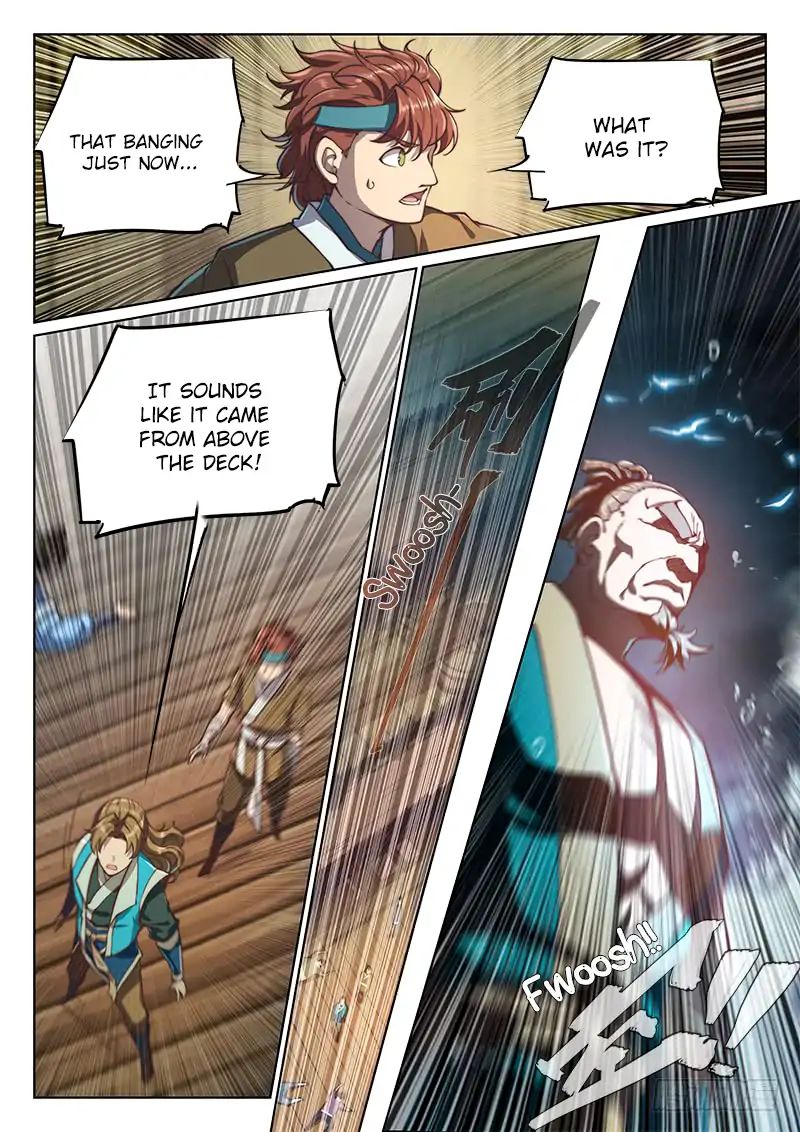 THAT BANGING
JUST NOW...
WHAT
WAS IT?
IT SOUNDS
LIKE IT CAME
FROM ABOVE
THE DECK!
Swoosh-
Fwoosh!!